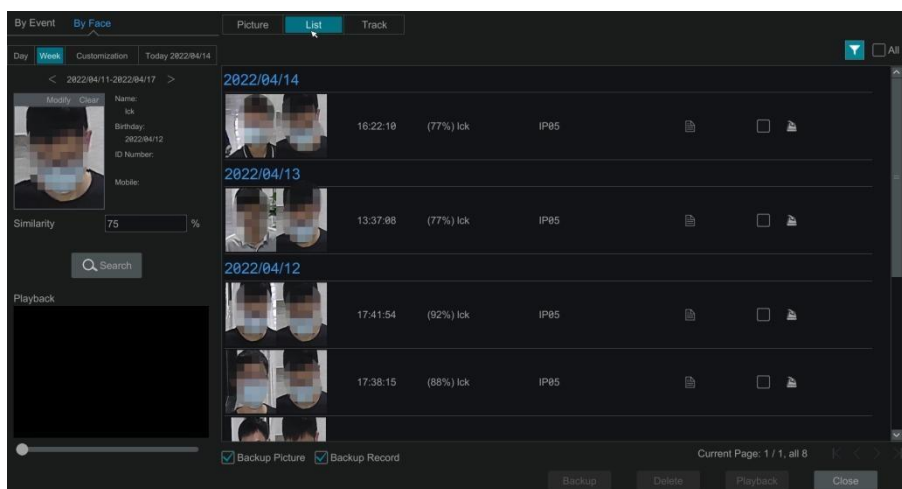 By Event By Face
Picture List Track
Day Week Customization Today 2022/04/14
All
2022/04/11-2022/04/17
Modify Clear
Name:
lck
Birthday:
2022/04/12
ID Number:
Mobile:
Similarity 75 %
Search
Playback
2022/04/14
16:22:10 (77%) lck IP05
2022/04/13
13:37:08 (77%) lck IP05
2022/04/12
17:41:54 (92%) lck IP05
17:38:15 (88%) lck IP05
Backup Picture Backup Record
Current Page: 1 / 1, all 8
Backup Delete Playback Close